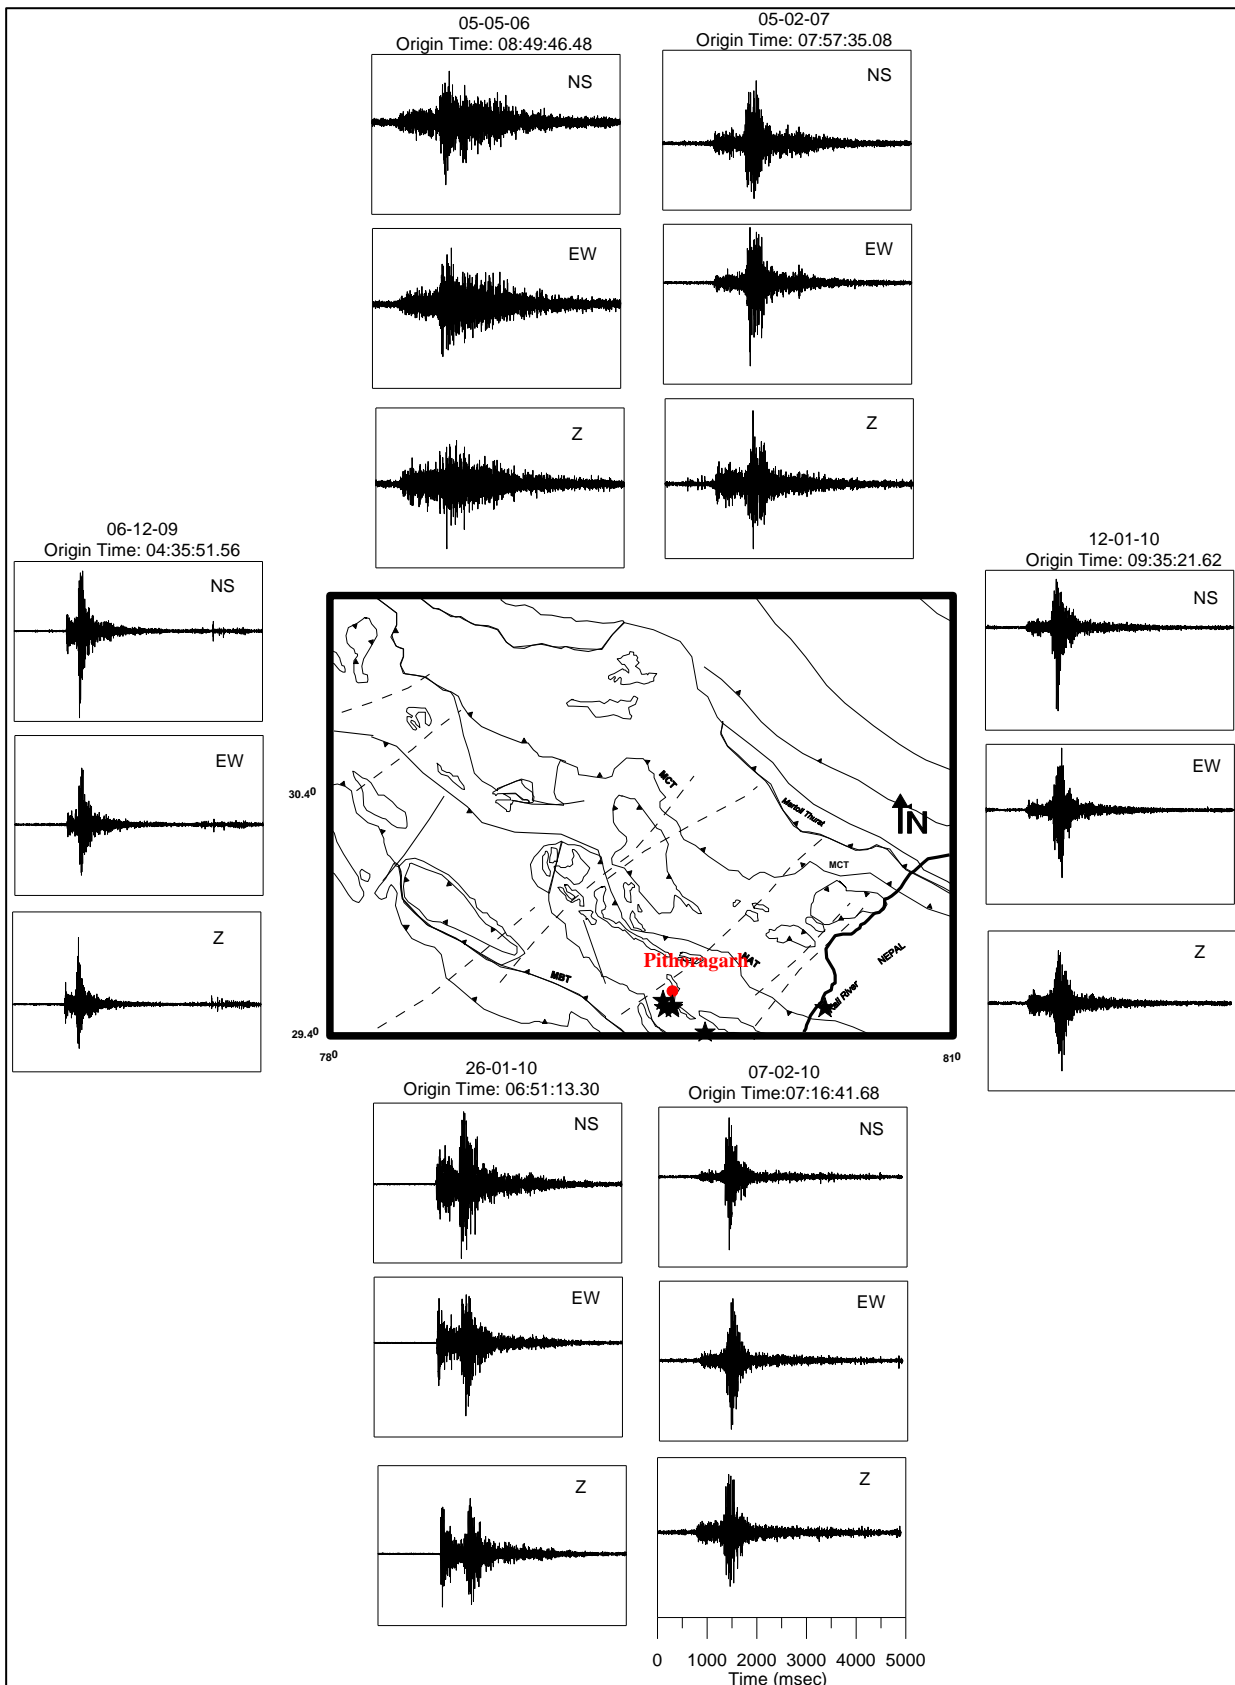 05-05-06
Origin Time: 08:49:46.48
NS
EW
Z
05-02-07
Origin Time: 07:57:35.08
NS
EW
Z
06-12-09
Origin Time: 04:35:51.56
NS
EW
Z
12-01-10
Origin Time: 09:35:21.62
NS
EW
Z
30.4⁰
29.4⁰
78⁰
81⁰
MCT
Martoli Thurst
N
MCT
NEPAL
Pithoragarh
NAT
MBT
River
26-01-10
Origin Time: 06:51:13.30
NS
EW
Z
07-02-10
Origin Time:07:16:41.68
NS
EW
Z
0 1000 2000 3000 4000 5000
Time (msec)